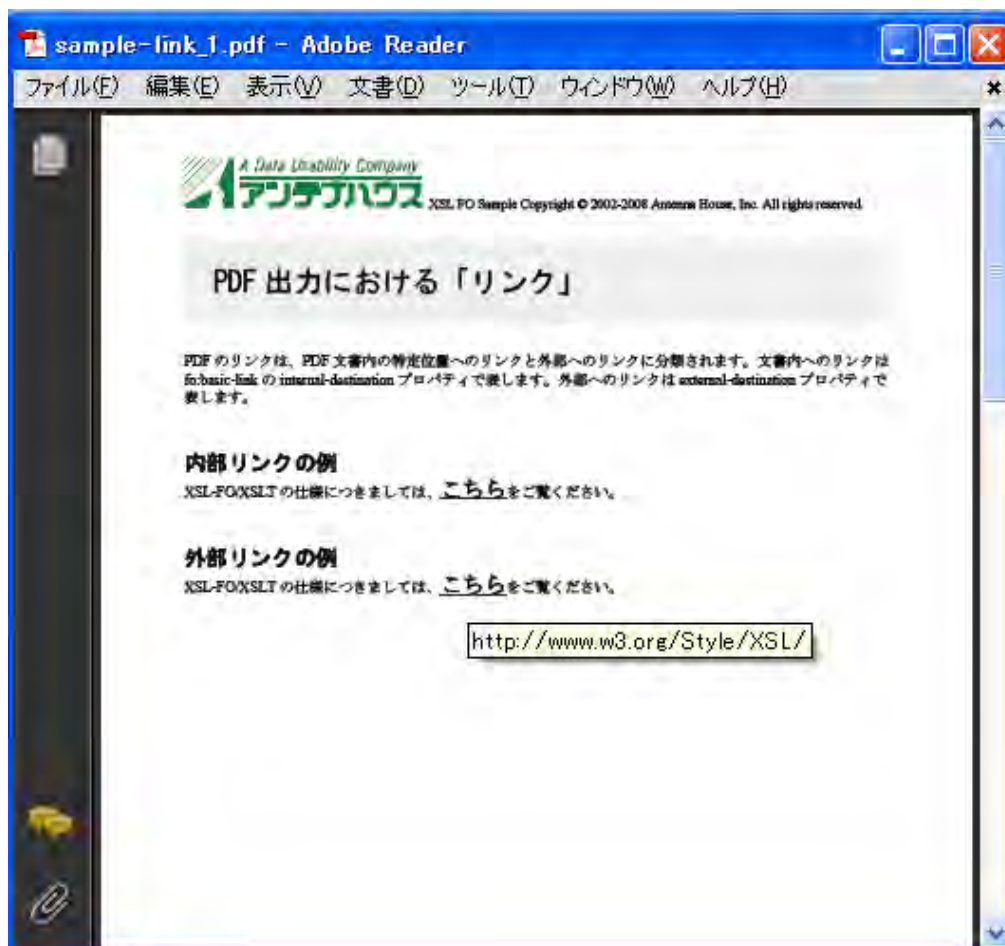 sample-link_1.pdf - Adobe Reader
ファイル(F) 編集(E) 表示(V) 文書(D) ツール(T) ウィンドウ(W) ヘルプ(H)
A Data Usability Company
アンテナハウス XSL FO Sample Copyright © 2002-2008 Antenna House, Inc. All rights reserved.
PDF 出力における「リンク」
PDF のリンクは、PDF 文書内の特定位置へのリンクと外部へのリンクに分類されます。文書内へのリンクは
fo:basic-link の internal-destination プロパティで表します。外部へのリンクは external-destination プロパティで
表します。
内部リンクの例
XSL-FO/XSLT の仕様につきましては、こちらをご覧ください。
外部リンクの例
XSL-FO/XSLT の仕様につきましては、こちらをご覧ください。
http://www.w3.org/Style/XSL/